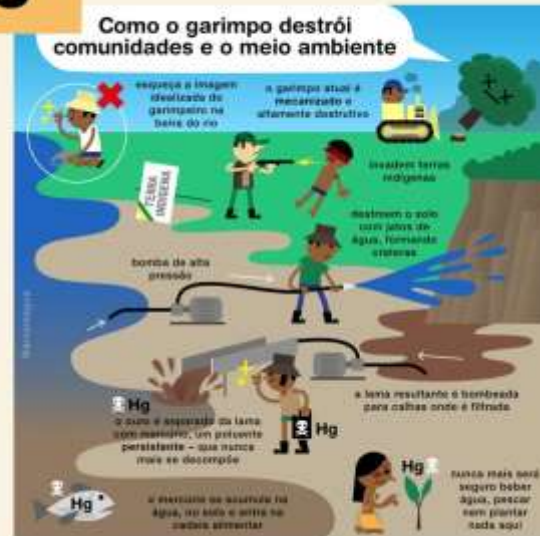 Como o garimpo destrói
comunidades e o meio ambiente
esqueça a imagem
idealizada do
garimpeiro na
beira do rio
o garimpo atual é
mecanizado e
altamente destrutivo
invadem terras
indígenas
TERRA
INDÍGENA
destroem o solo
com jatos de
água, formando
crateras
bomba de alta
pressão
a lama resultante é bombeada
para calhas onde é filtrada
Hg
o ouro é separado da lama
com mercúrio, um poluente
persistente – que nunca
mais se decompõe
Hg
Hg
o mercúrio se acumula na
água, no solo e entra na
cadeia alimentar
Hg
nunca mais será
seguro beber
água, pescar
nem plantar
nada aqui